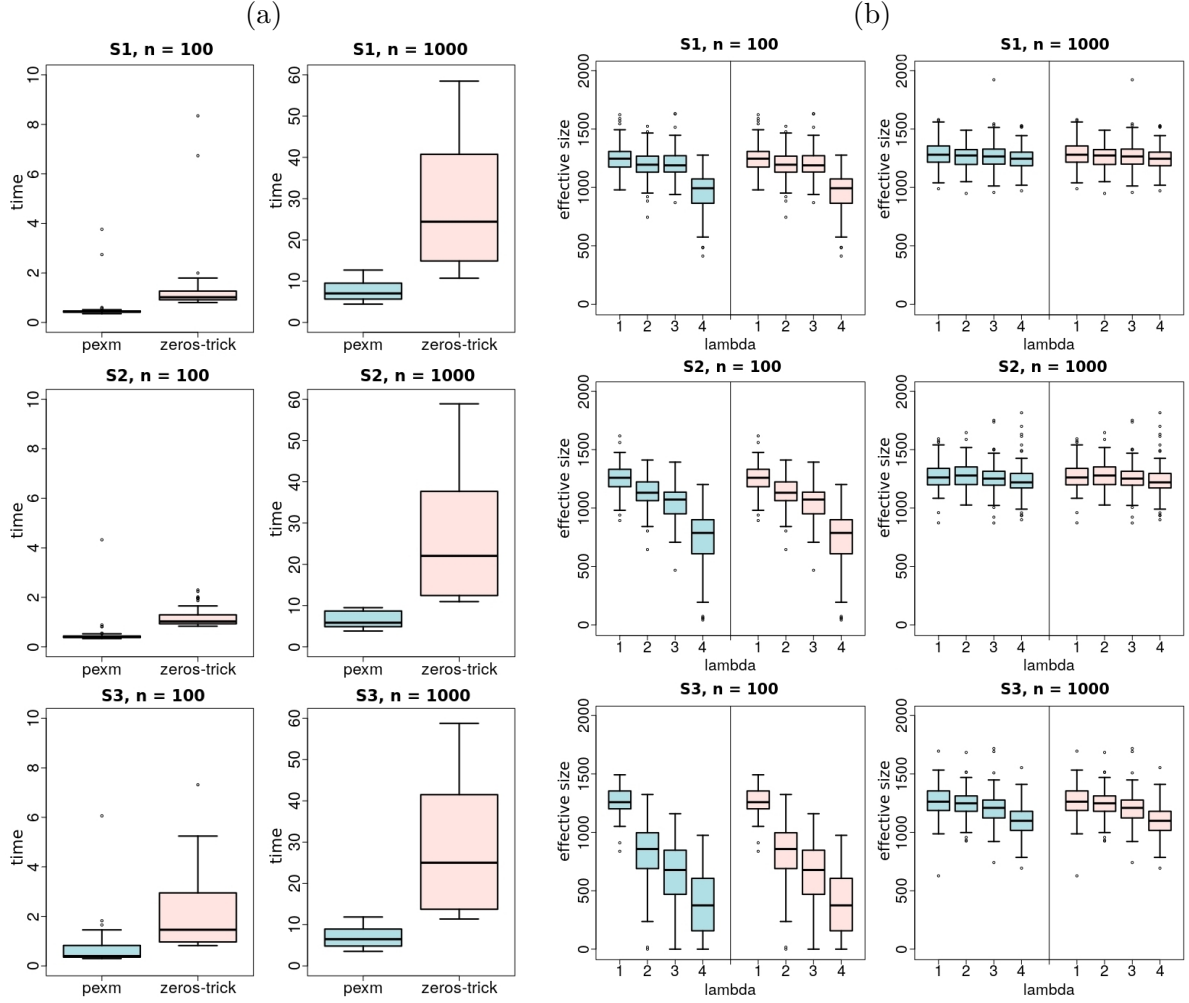 (a)
(b)
S1, n = 100
time
0 2 4 6 8 10
pexm zeros-trick
S1, n = 1000
time
0 10 20 30 40 50 60
pexm zeros-trick
S1, n = 100
effective size
0 500 1000 1500 2000
1 2 3 4 1 2 3 4
lambda
S1, n = 1000
effective size
0 500 1000 1500 2000
1 2 3 4 1 2 3 4
lambda
S2, n = 100
time
0 2 4 6 8 10
pexm zeros-trick
S2, n = 1000
time
0 10 20 30 40 50 60
pexm zeros-trick
S2, n = 100
effective size
0 500 1000 1500 2000
1 2 3 4 1 2 3 4
lambda
S2, n = 1000
effective size
0 500 1000 1500 2000
1 2 3 4 1 2 3 4
lambda
S3, n = 100
time
0 2 4 6 8 10
pexm zeros-trick
S3, n = 1000
time
0 10 20 30 40 50 60
pexm zeros-trick
S3, n = 100
effective size
0 500 1000 1500 2000
1 2 3 4 1 2 3 4
lambda
S3, n = 1000
effective size
0 500 1000 1500 2000
1 2 3 4 1 2 3 4
lambda